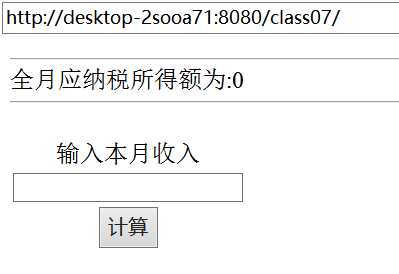 http://desktop-2sooa71:8080/class07/
全月应纳税所得额为:0
输入本月收入
计算